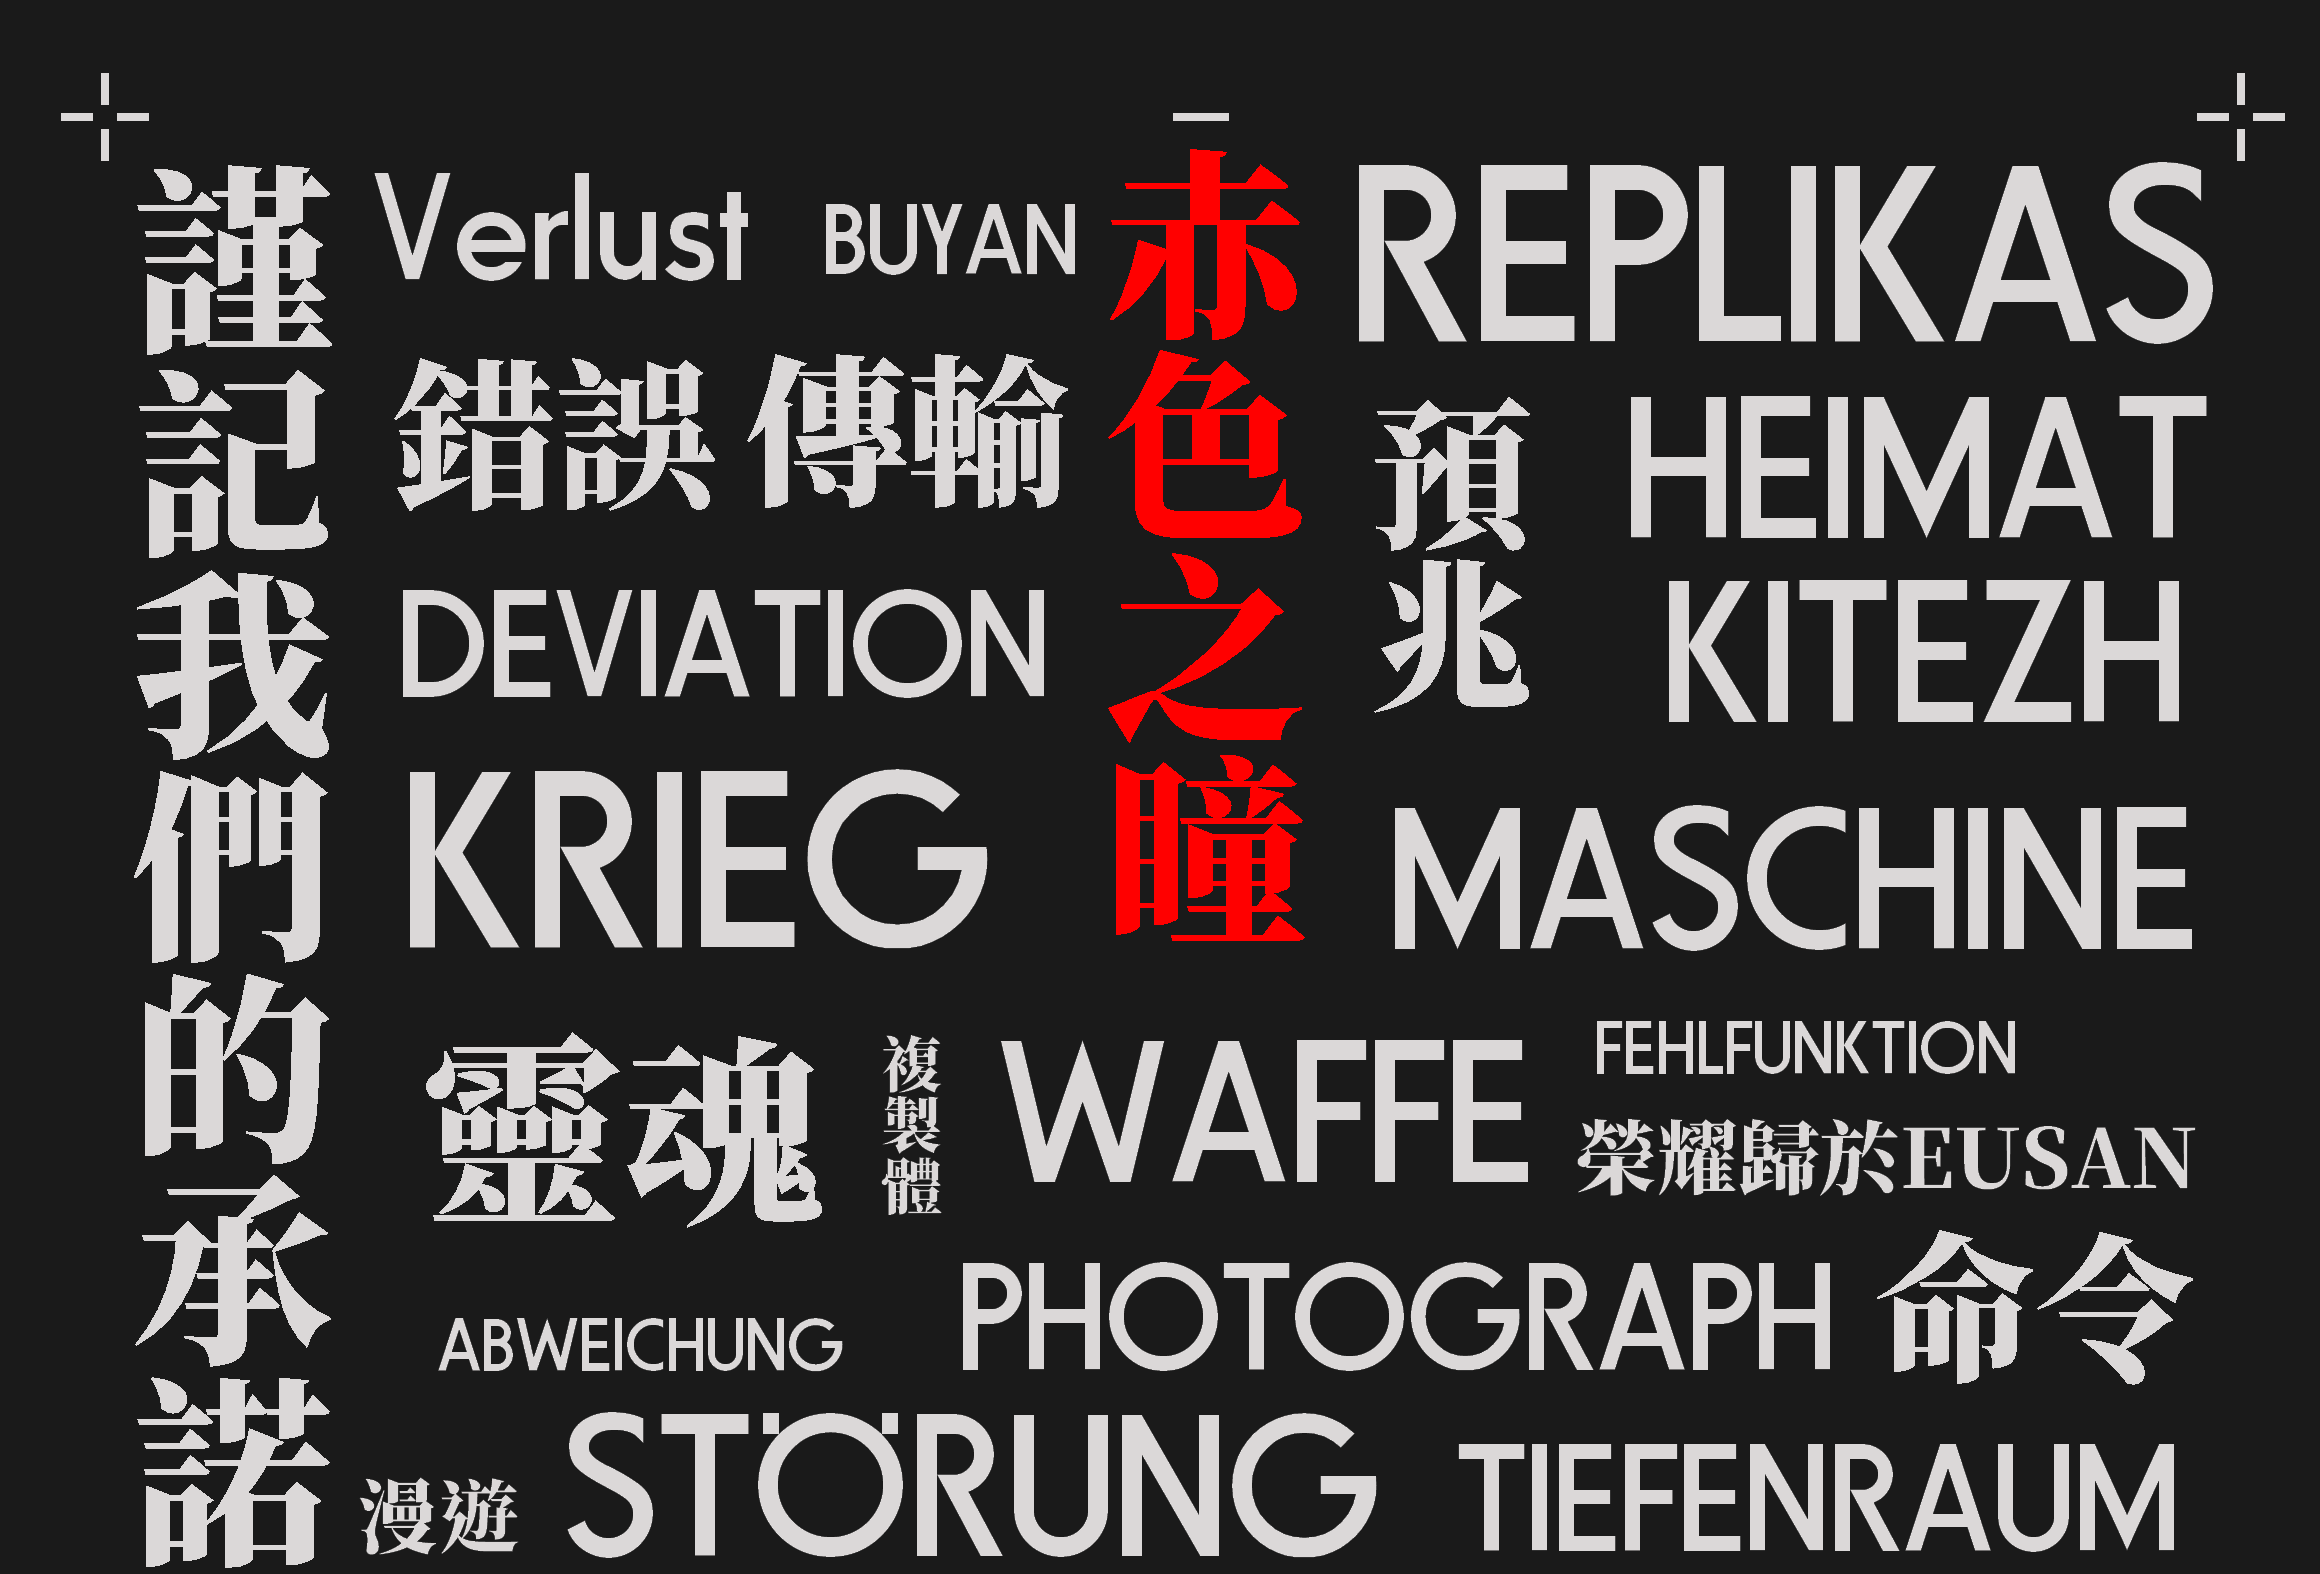 謹記我們的承諾
Verlust
BUYAN
赤色之瞳
REPLIKAS
錯誤 傳輸
預兆
HEIMAT
DEVIATION
KITEZH
KRIEG
MASCHINE
靈魂
複製體
WAFFE
FEHLFUNKTION
榮耀歸於EUSAN
ABWEICHUNG
PHOTOGRAPH
命令
漫遊
STÖRUNG
TIEFENRAUM